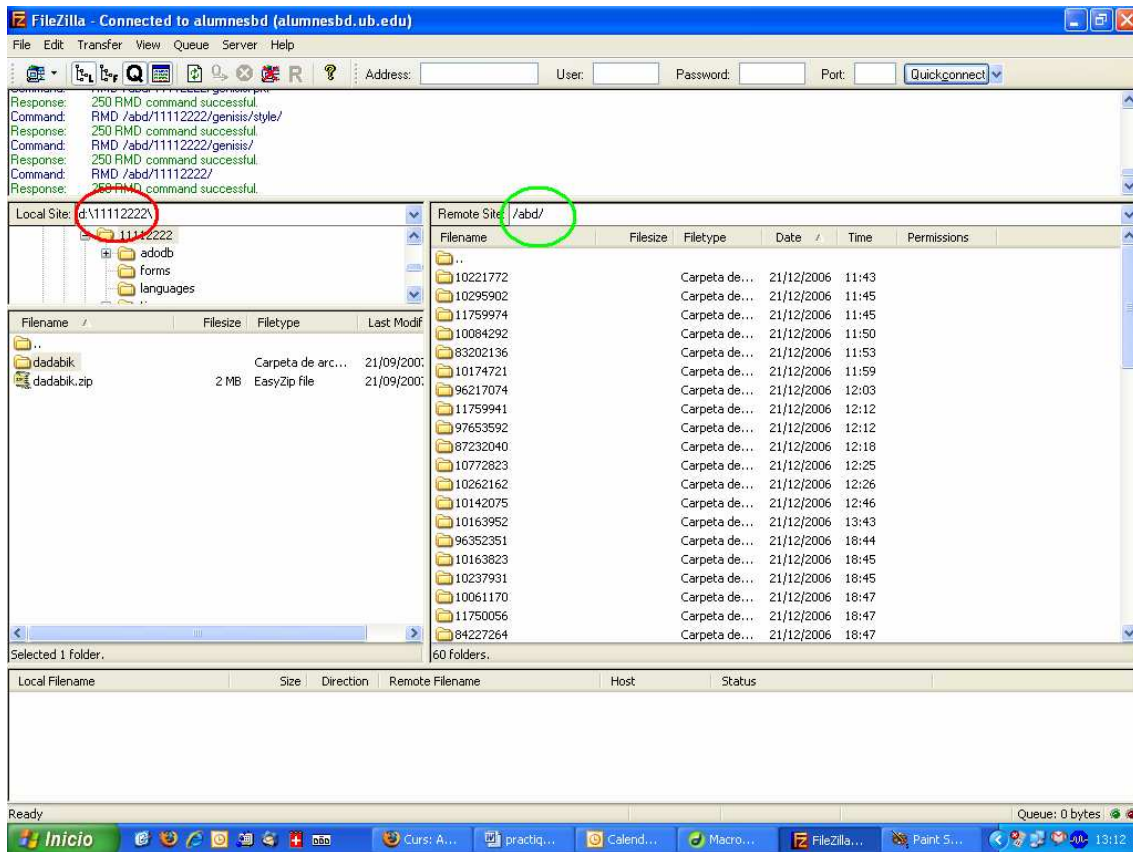 FileZilla - Connected to alumnesbd (alumnesbd.ub.edu)
File Edit Transfer View Queue Server Help
Address: User: Password: Port: Quickconnect
Response: 250 RMD command successful.
Command: RMD /abd/11112222/genisis/style/
Response: 250 RMD command successful.
Command: RMD /abd/11112222/genisis/
Response: 250 RMD command successful.
Command: RMD /abd/11112222/
Response: 250 RMD command successful.
Local Site: d:\11112222\
11112222
adodb
forms
languages
Filename Filesize Filetype Last Modif
..
dadabik Carpeta de arc... 21/09/2007
dadabik.zip 2 MB EasyZip file 21/09/2007
Selected 1 folder.
Remote Site: /abd/
Filename Filesize Filetype Date Time Permissions
..
10221772 Carpeta de... 21/12/2006 11:43
10295902 Carpeta de... 21/12/2006 11:45
11759974 Carpeta de... 21/12/2006 11:45
10084292 Carpeta de... 21/12/2006 11:50
83202136 Carpeta de... 21/12/2006 11:53
10174721 Carpeta de... 21/12/2006 11:59
96217074 Carpeta de... 21/12/2006 12:03
11759941 Carpeta de... 21/12/2006 12:12
97653592 Carpeta de... 21/12/2006 12:12
87232040 Carpeta de... 21/12/2006 12:18
10772823 Carpeta de... 21/12/2006 12:25
10262162 Carpeta de... 21/12/2006 12:26
10142075 Carpeta de... 21/12/2006 12:46
10163952 Carpeta de... 21/12/2006 13:43
96352351 Carpeta de... 21/12/2006 18:44
10163823 Carpeta de... 21/12/2006 18:45
10237931 Carpeta de... 21/12/2006 18:45
10061170 Carpeta de... 21/12/2006 18:47
11750056 Carpeta de... 21/12/2006 18:47
84227264 Carpeta de... 21/12/2006 18:47
60 folders.
Local Filename Size Direction Remote Filename Host Status
Ready Queue: 0 bytes
Inicio Curs: A... practiq... Calend... Macro... FileZilla... Paint S... 13:12